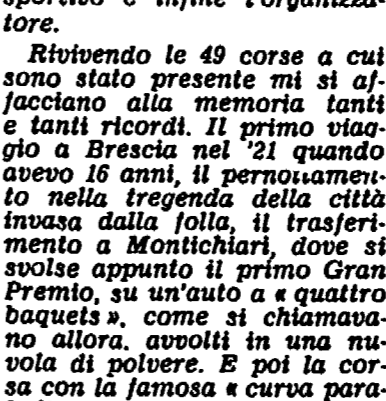 sportivo e infine l'organizza-
tore.
Rivivendo le 49 corse a cui
sono stato presente mi si af-
facciano alla memoria tanti
e tanti ricordi. Il primo viag-
gio a Brescia nel '21 quando
avevo 16 anni, il pernottamen-
to nella tregenda della città
invasa dalla folla, il trasferi-
mento a Montichiari, dove si
svolse appunto il primo Gran
Premio, su un'auto a « quattro
baquets », come si chiamava-
no allora. avvolti in una nu-
vola di polvere. E poi la cor-
sa con la famosa « curva para-